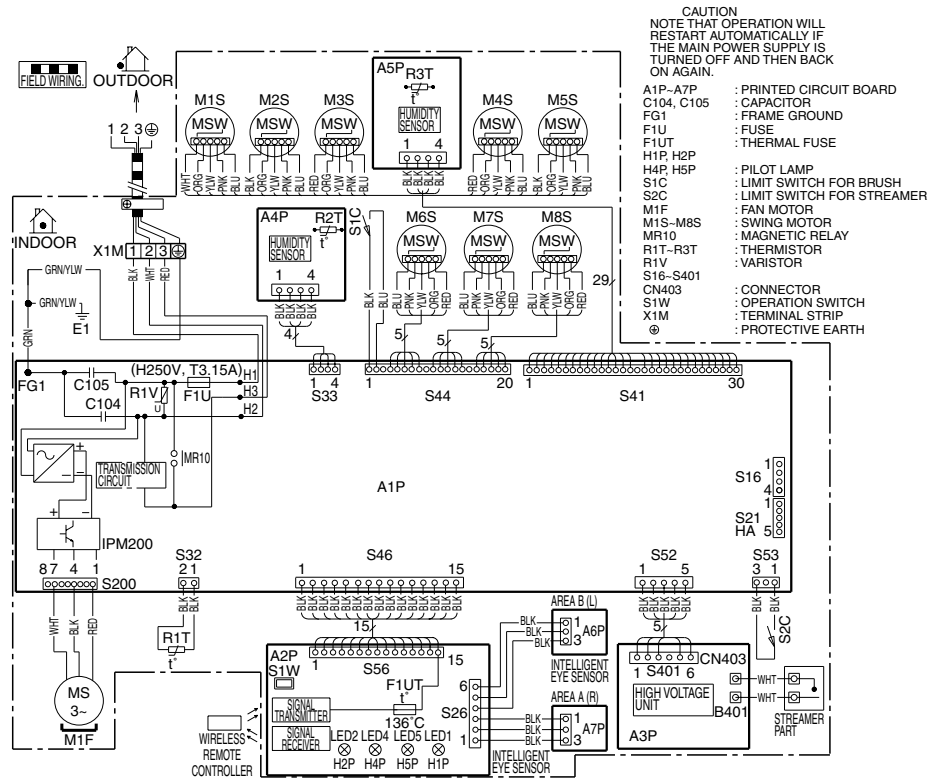 CAUTION
NOTE THAT OPERATION WILL
RESTART AUTOMATICALLY IF
THE MAIN POWER SUPPLY IS
TURNED OFF AND THEN BACK
ON AGAIN.
A1P~A7P : PRINTED CIRCUIT BOARD
C104, C105 : CAPACITOR
FG1 : FRAME GROUND
F1U : FUSE
F1UT : THERMAL FUSE
H1P, H2P
H4P, H5P : PILOT LAMP
S1C : LIMIT SWITCH FOR BRUSH
S2C : LIMIT SWITCH FOR STREAMER
M1F : FAN MOTOR
M1S~M8S : SWING MOTOR
MR10 : MAGNETIC RELAY
R1T~R3T : THERMISTOR
R1V : VARISTOR
S16~S401
CN403 : CONNECTOR
S1W : OPERATION SWITCH
X1M : TERMINAL STRIP
⏚ : PROTECTIVE EARTH
FIELD WIRING.
OUTDOOR
1 2 3
INDOOR
X1M 1 2 3
BLK WHT RED
GRN/YLW
GRN/YLW
E1
GRN
M1S M2S M3S M4S M5S
MSW MSW MSW MSW MSW
WHT ORG YLW PNK BLU
BLK ORG YLW PNK BLU
RED ORG YLW PNK BLU
RED ORG YLW PNK BLU
BLK ORG YLW PNK BLU
A5P
R3T
t°
HUMIDITY
SENSOR
1 4
BLK BLK BLK BLK
A4P
R2T
t°
HUMIDITY
SENSOR
1 4
BLK BLK BLK BLK
4
S1C
BLK BLU
M6S M7S M8S
MSW MSW MSW
BLU PNK YLW ORG RED
BLU PNK YLW ORG RED
BLU PNK YLW ORG RED
5 5 5
29
FG1
C105
C104
(H250V, T3.15A)
R1V
U
F1U
H1
H3
H2
MR10
TRANSMISSION
CIRCUIT
+ −
+ −
IPM200
1 4
S33
1 20
S44
1 30
S41
A1P
S16
1
4
S21
HA
1
5
8 7 4 1
S200
S32
2 1
S46
1 15
S52
1 5
S53
3 1
WHT BLK RED
MS
3~
M1F
BLK BLK
R1T
t°
BLK BLK BLK BLK BLK BLK BLK BLK BLK BLK BLK BLK BLK BLK BLK
15
BLK BLK BLK BLK BLK
5
BLK BLK
S2C
A2P
S1W
1 15
S56
F1UT
t°
136°C
SIGNAL
TRANSMITTER
SIGNAL
RECEIVER
LED2 LED4 LED5 LED1
H2P H4P H5P H1P
6
S26
1
WIRELESS
REMOTE
CONTROLLER
AREA B (L)
BLK
BLK
BLK
1
3
A6P
INTELLIGENT
EYE SENSOR
AREA A (R)
BLK
BLK
BLK
1
3
A7P
INTELLIGENT
EYE SENSOR
CN403
1 6
S401
HIGH VOLTAGE
UNIT
B401
A3P
WHT
WHT
STREAMER
PART